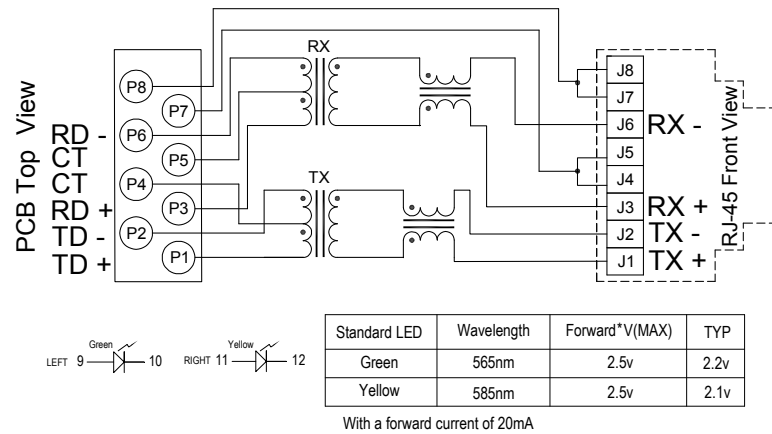 PCB Top View
RD -
CT
CT
RD +
TD -
TD +
P8
P7
P6
P5
P4
P3
P2
P1
RX
TX
J8
J7
J6 RX -
J5
J4
J3 RX +
J2 TX -
J1 TX +
RJ-45 Front View
Green
LEFT 9 10
Yellow
RIGHT 11 12
Standard LED Wavelength Forward*V(MAX) TYP
Green 565nm 2.5v 2.2v
Yellow 585nm 2.5v 2.1v
With a forward current of 20mA